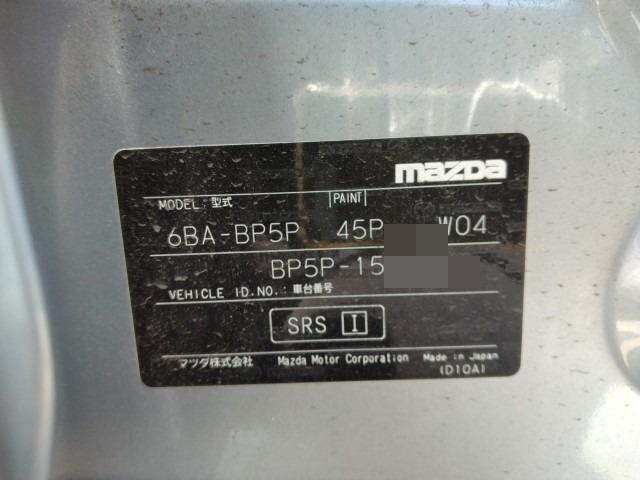 mazda
MODEL: 型式 PAINT
6BA-BP5P 45P W04
BP5P-15
VEHICLE I.D.NO.: 車台番号
SRS I
マツダ株式会社 Mazda Motor Corporation Made in Japan
(D10A)